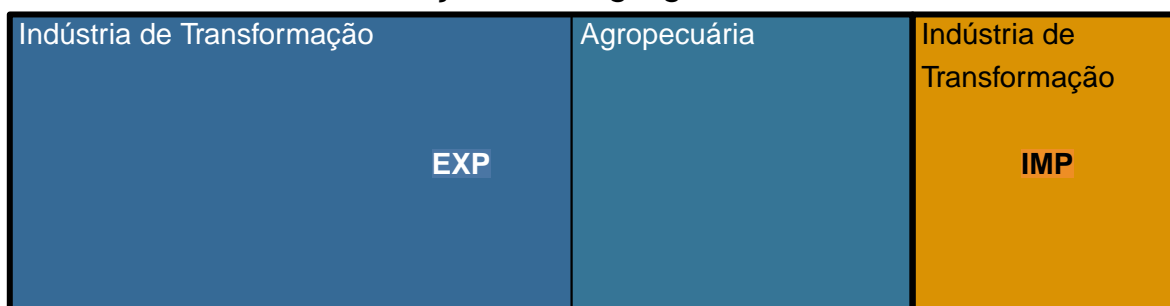 Indústria de Transformação
EXP
Agropecuária
Indústria de
Transformação
IMP